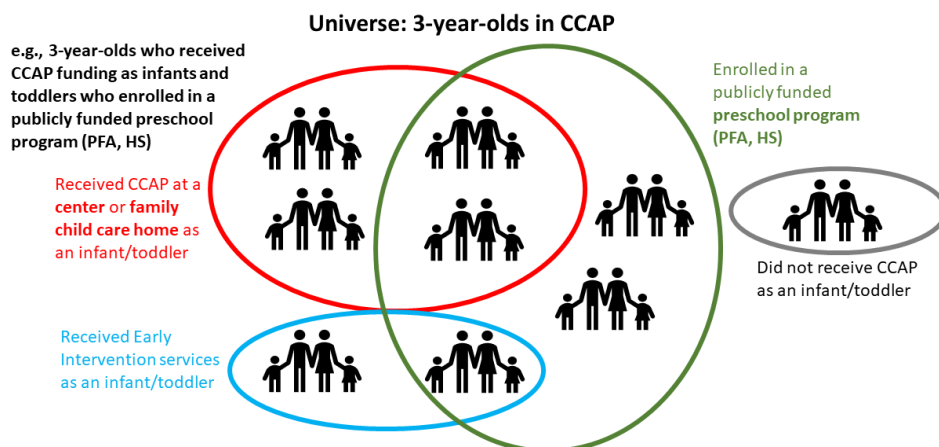 Universe: 3-year-olds in CCAP
e.g., 3-year-olds who received
CCAP funding as infants and
toddlers who enrolled in a
publicly funded preschool
program (PFA, HS)
Received CCAP at a
center or family
child care home as
an infant/toddler
Received Early
Intervention services
as an infant/toddler
Enrolled in a
publicly funded
preschool program
(PFA, HS)
Did not receive CCAP
as an infant/toddler